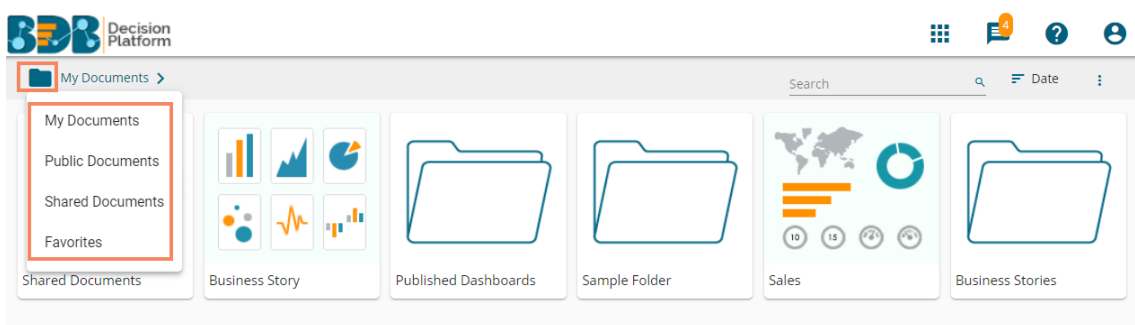 BDB Decision
Platform
4
My Documents
Search
Date
My Documents
Public Documents
Shared Documents
Favorites
10 15
Shared Documents
Business Story
Published Dashboards
Sample Folder
Sales
Business Stories